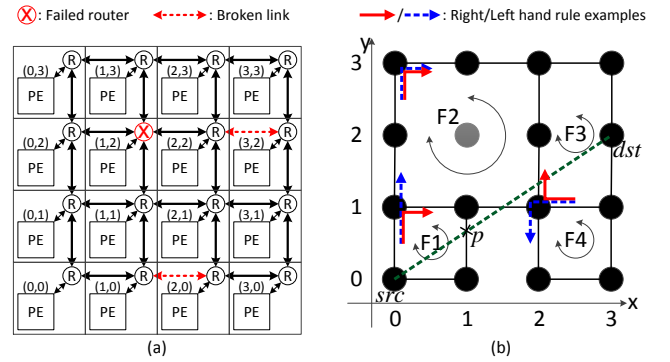 X : Failed router : Broken link / : Right/Left hand rule examples
R R R R
(0,3) (1,3) (2,3) (3,3)
PE PE PE PE
R X R R
(0,2) (1,2) (2,2) (3,2)
PE PE PE PE
R R R R
(0,1) (1,1) (2,1) (3,1)
PE PE PE PE
R R R R
(0,0) (1,0) (2,0) (3,0)
PE PE PE PE
(a)
y
3
2 F2 F3
dst
1
F1 p F4
0
src x
0 1 2 3
(b)